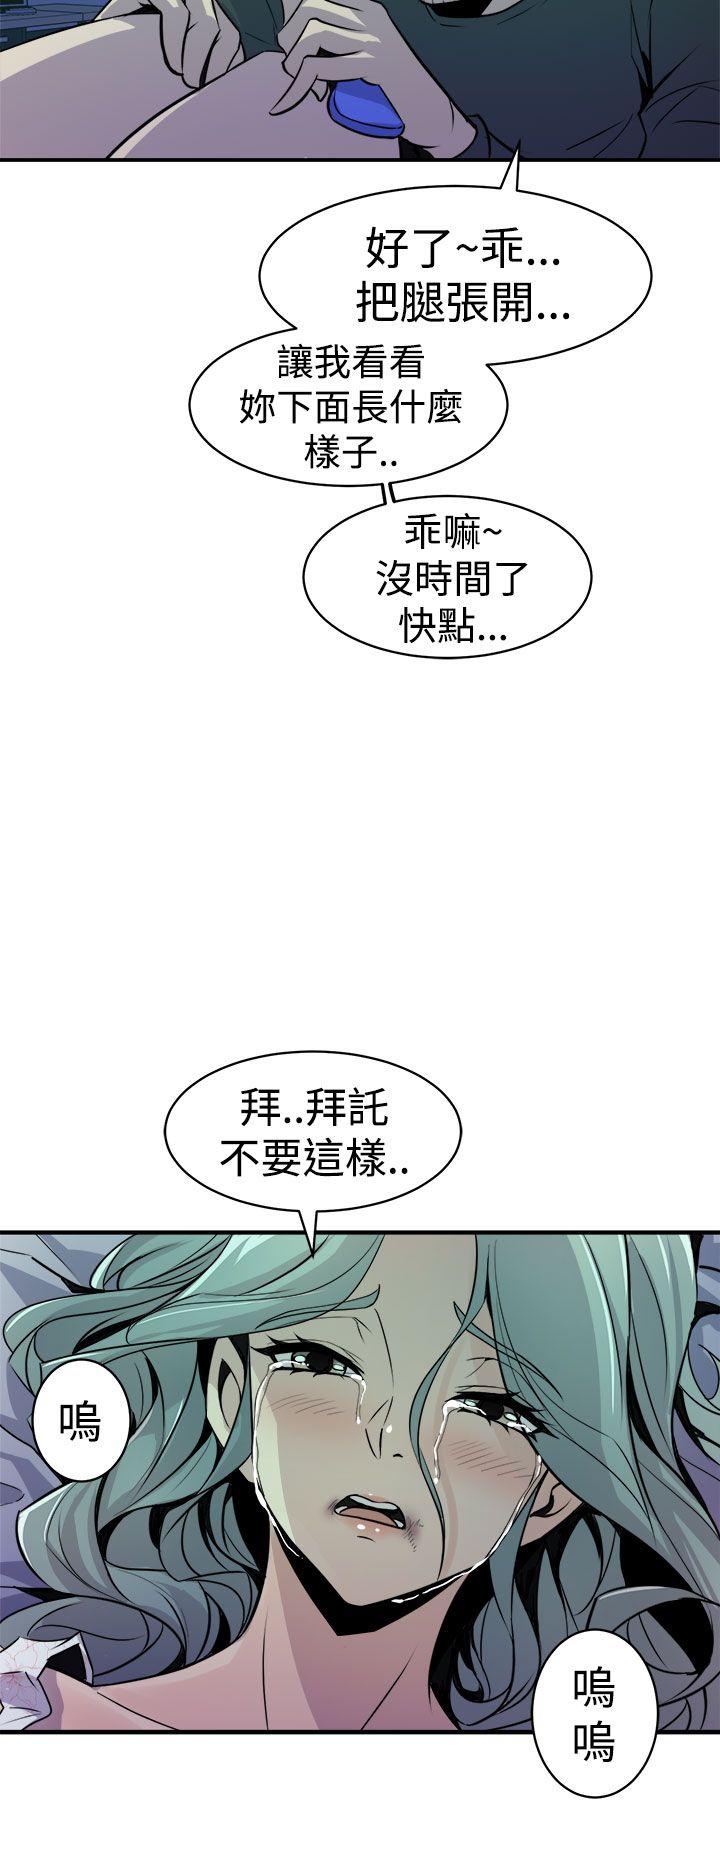 好了~乖...
把腿張開...
讓我看看
妳下面長什麼
樣子..
乖嘛~
沒時間了
快點...
拜..拜託
不要這樣..
嗚
嗚
嗚